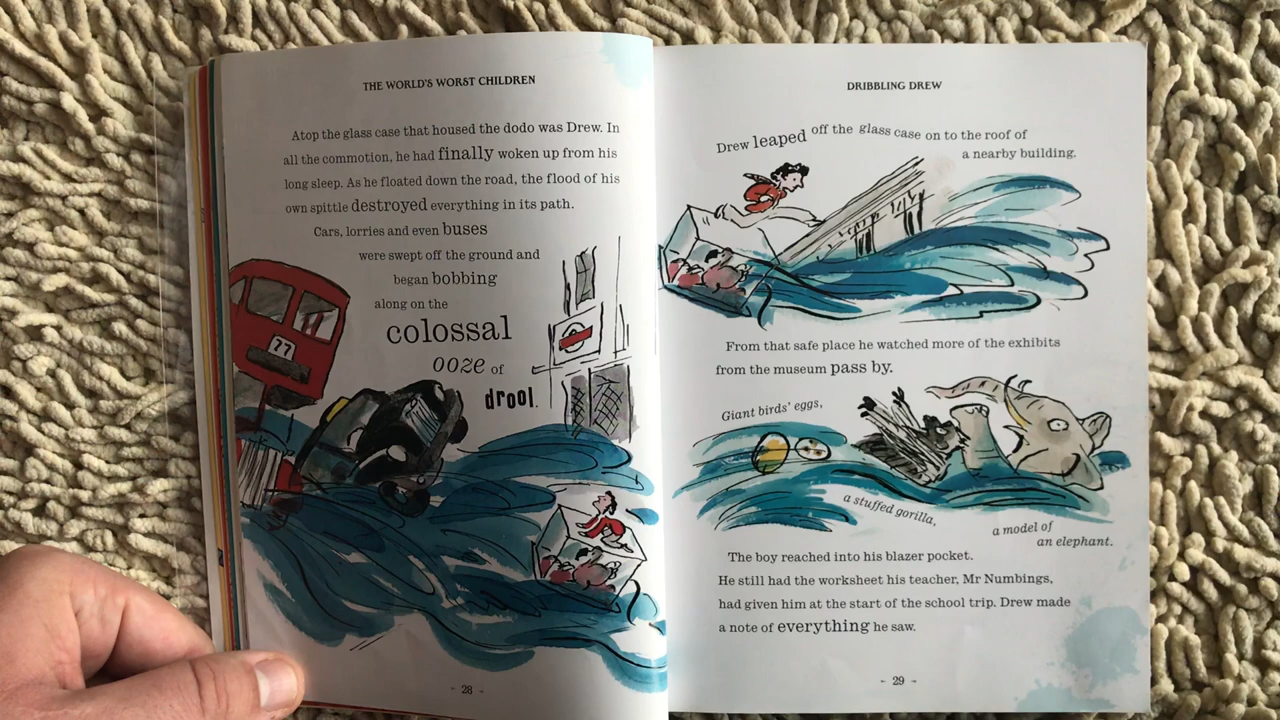 THE WORLD'S WORST CHILDREN
Atop the glass case that housed the dodo was Drew. In
all the commotion, he had finally woken up from his
long sleep. As he floated down the road, the flood of his
own spittle destroyed everything in its path.
Cars, lorries and even buses
were swept off the ground and
began bobbing
along on the
colossal
ooze of
drool.
77
- 28 -
DRIBBLING DREW
Drew leaped off the glass case on to the roof of
a nearby building.
From that safe place he watched more of the exhibits
from the museum pass by.
Giant birds' eggs,
a stuffed gorilla,
a model of
an elephant.
The boy reached into his blazer pocket.
He still had the worksheet his teacher, Mr Numbings,
had given him at the start of the school trip. Drew made
a note of everything he saw.
- 29 -